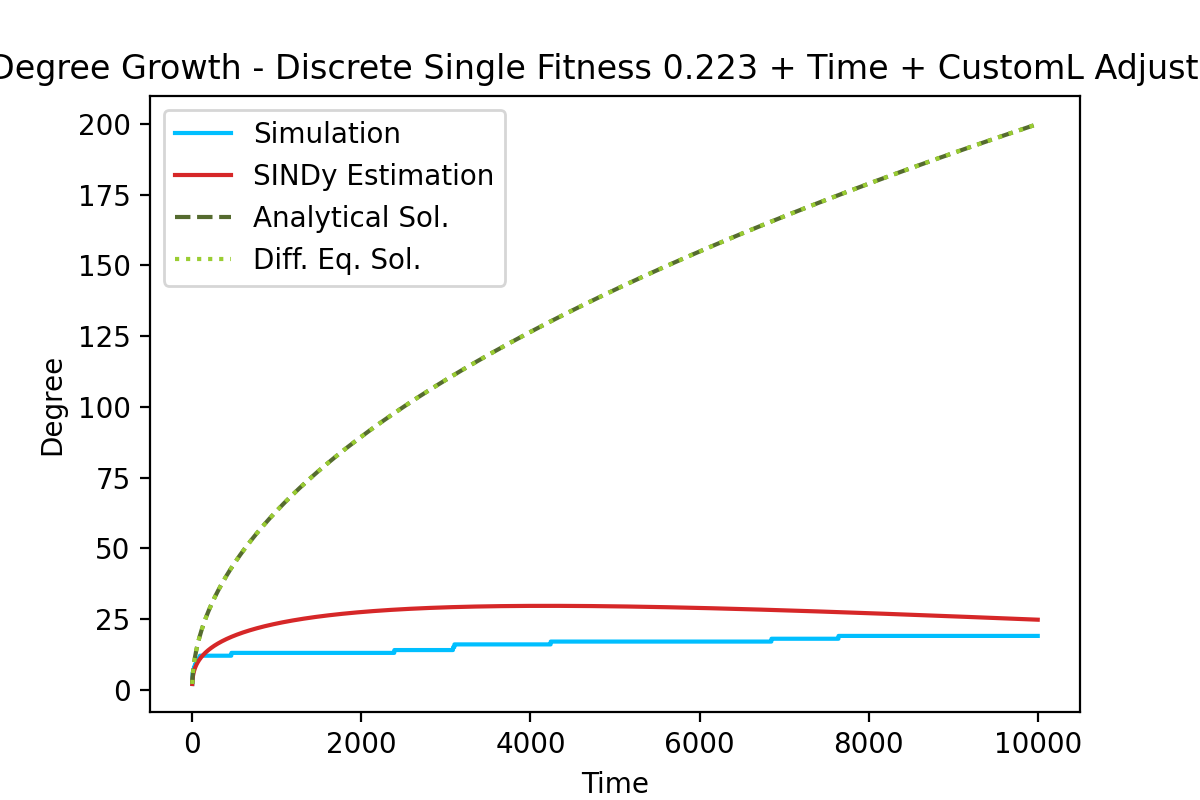 Degree Growth - Discrete Single Fitness 0.223 + Time + CustomL Adjust
Simulation
SINDy Estimation
Analytical Sol.
Diff. Eq. Sol.
200
175
150
125
100
75
50
25
0
Degree
0 2000 4000 6000 8000 10000
Time